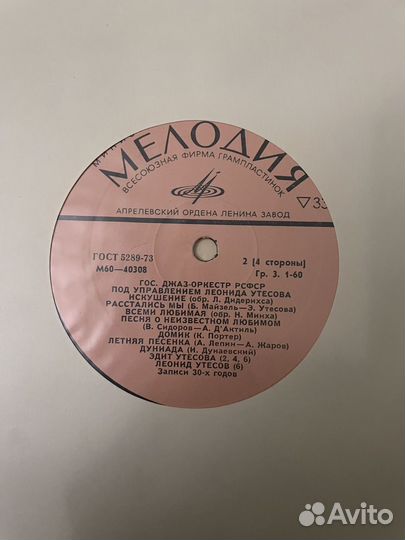 МЕЛОДИЯ
ВСЕСОЮЗНАЯ ФИРМА ГРАМПЛАСТИНОК
АПРЕЛЕВСКИЙ ОРДЕНА ЛЕНИНА ЗАВОД
▽33
ГОСТ 5289-73
М60—40308
2 [4 стороны]
Гр. 3. 1-60
ГОС. ДЖАЗ-ОРКЕСТР РСФСР
ПОД УПРАВЛЕНИЕМ ЛЕОНИДА УТЕСОВА
ИСКУШЕНИЕ (обр. Л. Дидерихса)
РАССТАЛИСЬ МЫ (Б. Майзель—Э. Утесова)
ВСЕМИ ЛЮБИМАЯ (обр. Н. Минха)
ПЕСНЯ О НЕИЗВЕСТНОМ ЛЮБИМОМ
(В. Сидоров—А. Д'Актиль)
ДОМИК (К. Портер)
ЛЕТНЯЯ ПЕСЕНКА (А. Лепин—А. Жаров)
ДУНИАДА (И. Дунаевский)
ЭДИТ УТЕСОВА (2, 4, 6)
ЛЕОНИД УТЕСОВ (6)
Записи 30-х годов
Avito